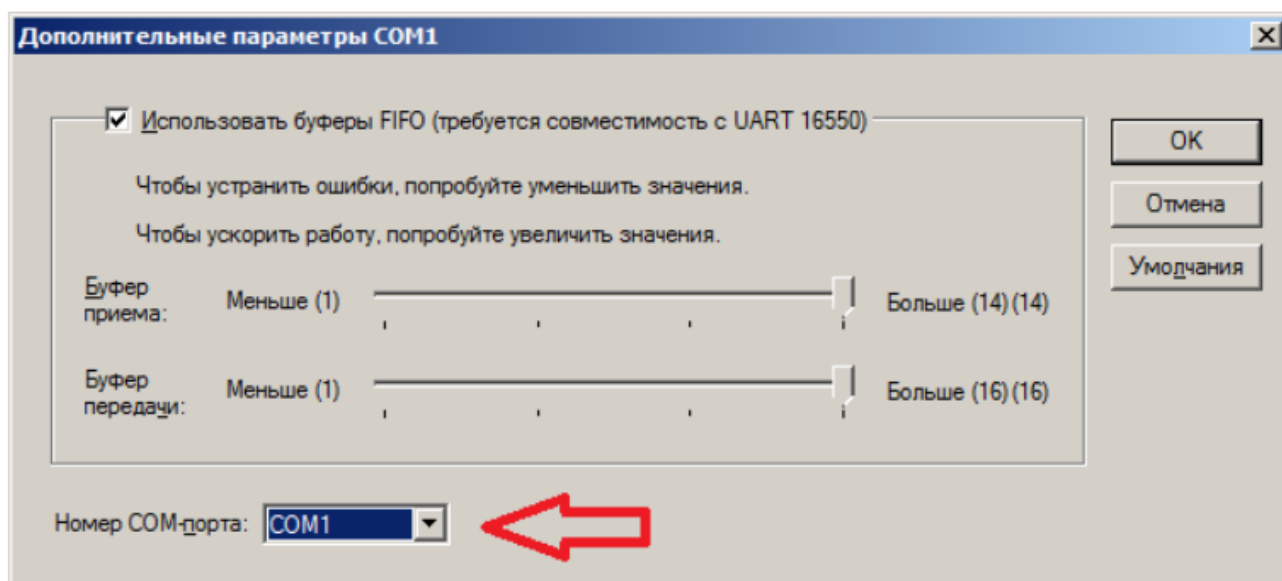 Дополнительные параметры COM1
Использовать буферы FIFO (требуется совместимость с UART 16550)
OK
Чтобы устранить ошибки, попробуйте уменьшить значения.
Отмена
Чтобы ускорить работу, попробуйте увеличить значения.
Умолчания
Буфер
приема:
Меньше (1)
Больше (14) (14)
Буфер
передачи:
Меньше (1)
Больше (16) (16)
Номер COM-порта:
COM1